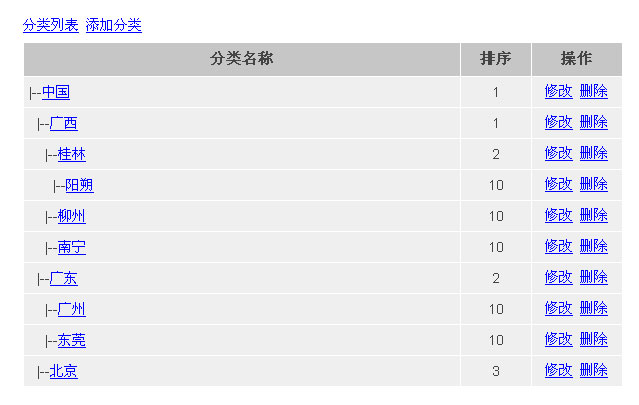 分类列表 添加分类
分类名称 排序 操作
|--中国 1 修改 删除
|--广西 1 修改 删除
|--桂林 2 修改 删除
|--阳朔 10 修改 删除
|--柳州 10 修改 删除
|--南宁 10 修改 删除
|--广东 2 修改 删除
|--广州 10 修改 删除
|--东莞 10 修改 删除
|--北京 3 修改 删除